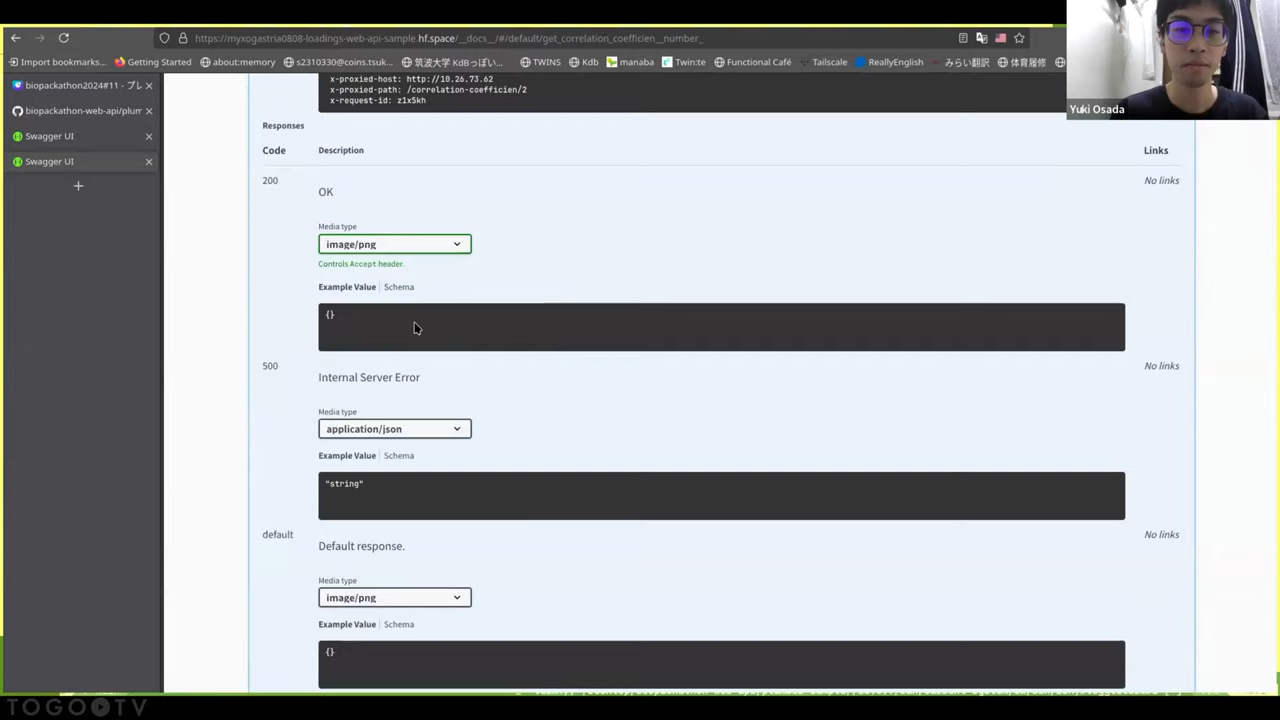 https://myxogastria0808-loadings-web-api-sample.hf.space/__docs__/#/default/get_correlation_coefficien__number_
Import bookmarks...
Getting Started
about:memory
s2310330@coins.tsuk...
筑波大学 KdBっぽい...
TWINS
Kdb
manaba
Twin:te
Functional Café
Tailscale
ReallyEnglish
みらい翻訳
体育履修
biopackathon2024#11 - プレ
biopackathon-web-api/plum
Swagger UI
Swagger UI
x-proxied-host: http://10.26.73.62
x-proxied-path: /correlation-coefficien/2
x-request-id: z1x5kh
Yuki Osada
Responses
Code Description Links
200 No links
OK
Media type
image/png
Controls Accept header.
Example Value Schema
{}
500 No links
Internal Server Error
Media type
application/json
Example Value Schema
"string"
default No links
Default response.
Media type
image/png
Example Value Schema
{}
TOGO TV